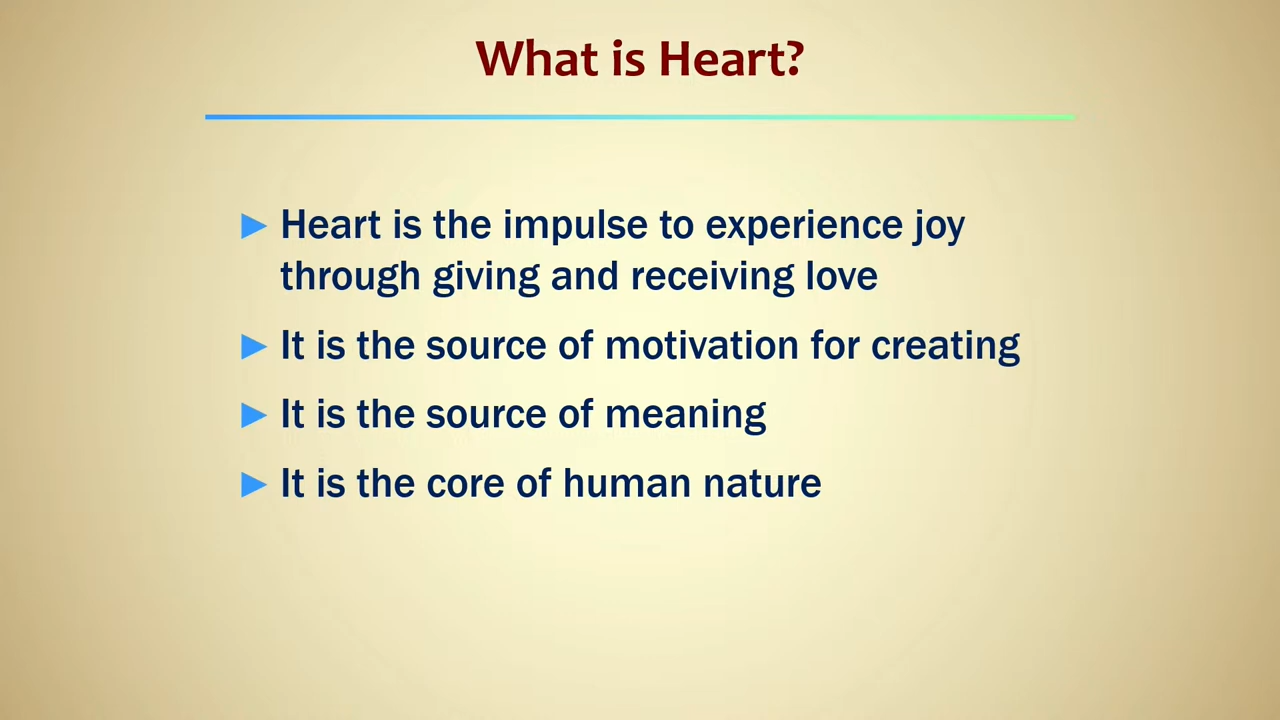 What is Heart?
► Heart is the impulse to experience joy
through giving and receiving love
► It is the source of motivation for creating
► It is the source of meaning
► It is the core of human nature